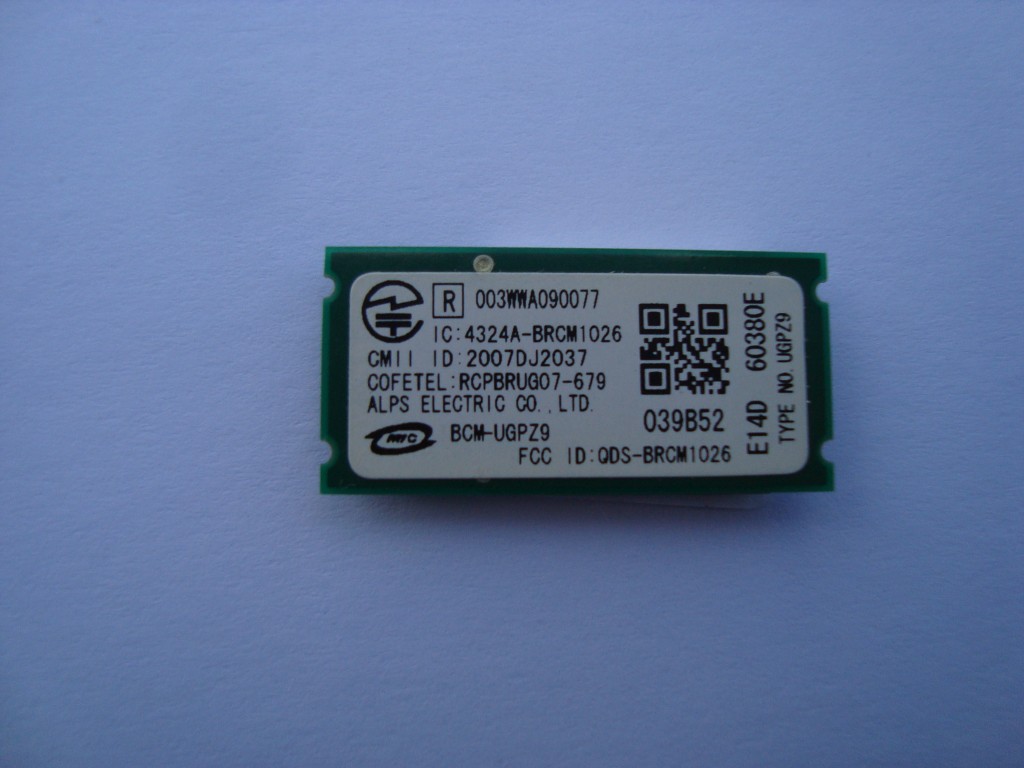 R 003WWA090077
IC:4324A-BRCM1026
CMII ID:2007DJ2037
COFETEL:RCPBRUG07-679
ALPS ELECTRIC CO.,LTD.
MIC BCM-UGPZ9
FCC ID:QDS-BRCM1026
039B52
E14D 60380E
TYPE NO.UGPZ9